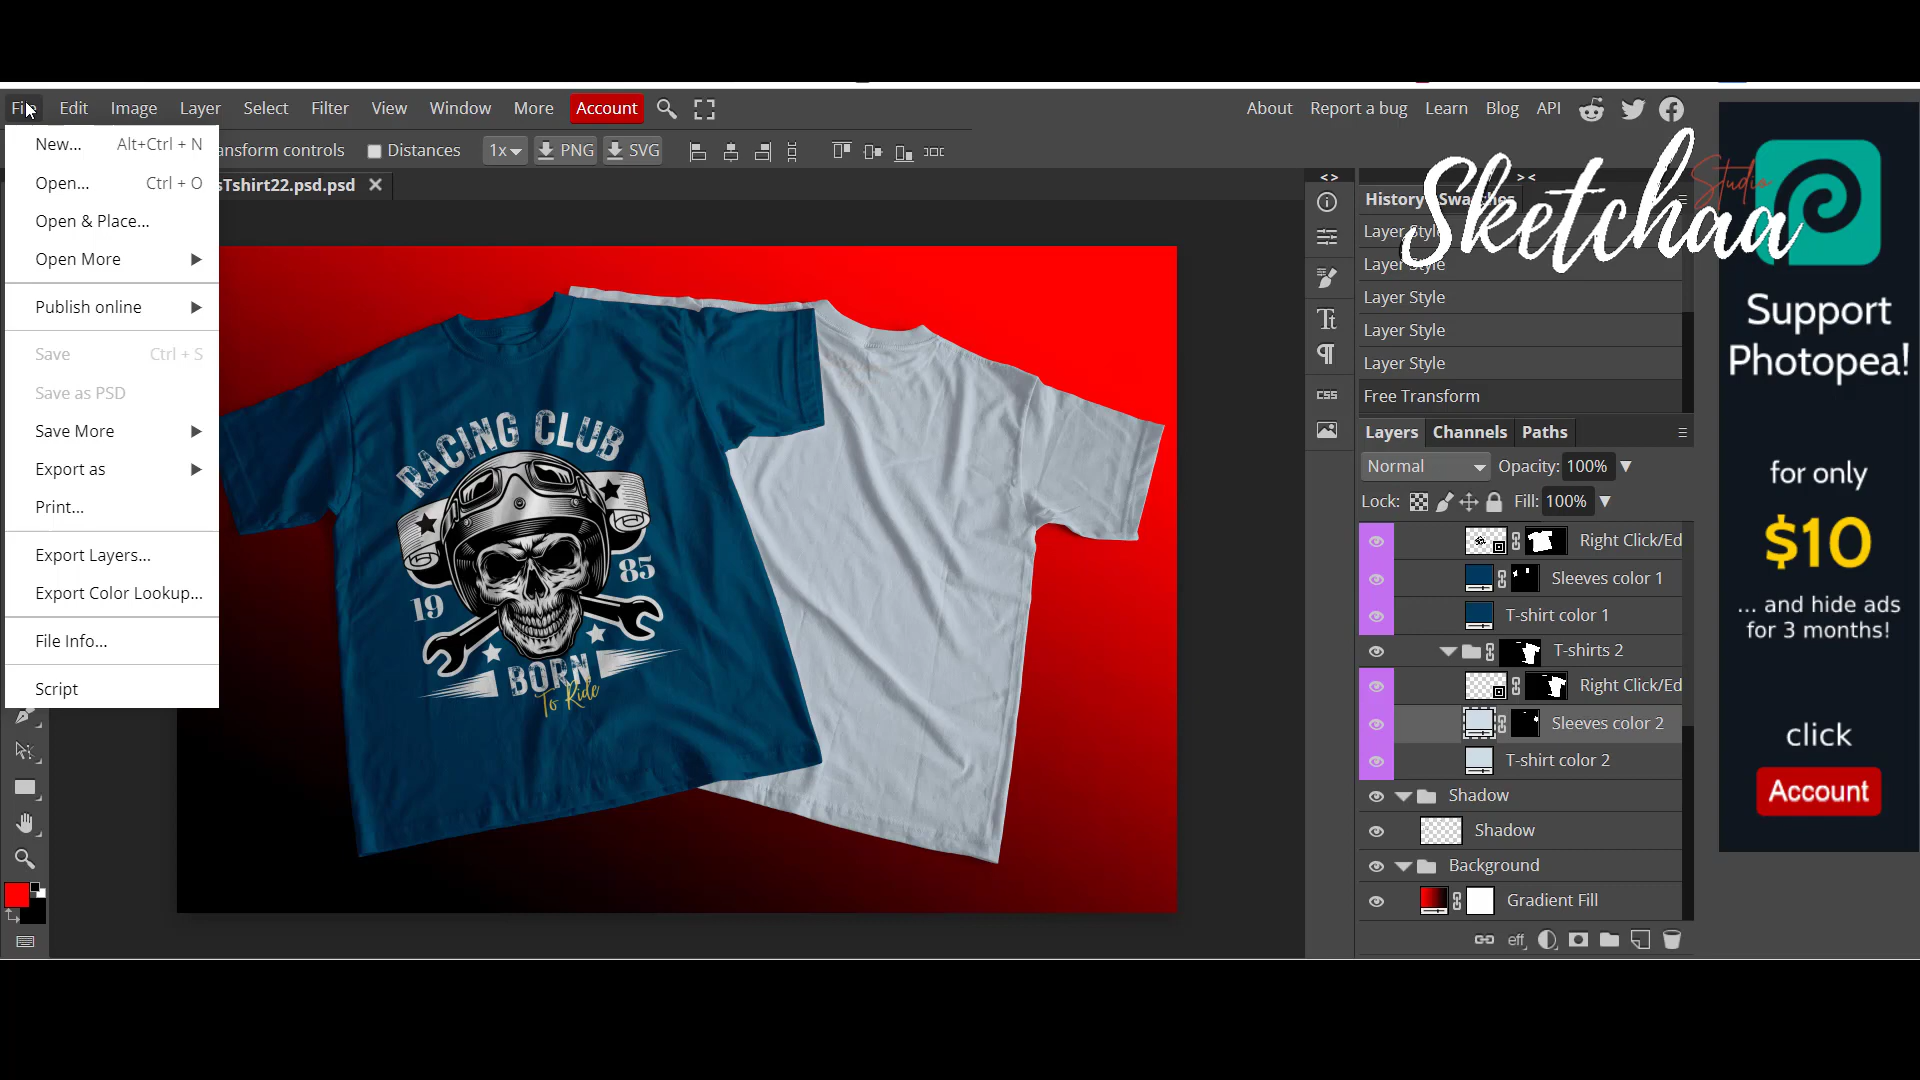 File Edit Image Layer Select Filter View Window More Account
About Report a bug Learn Blog API
New... Alt+Ctrl + N
Open... Ctrl + O
Open & Place...
Open More
Publish online
Save Ctrl + S
Save as PSD
Save More
Export as
Print...
Export Layers...
Export Color Lookup...
File Info...
Script
ansform controls Distances 1x PNG SVG
sTshirt22.psd.psd
RACING CLUB
19
85
BORN
To Ride
< >
> <
History Swatches
Layer Style
Layer Style
Layer Style
Layer Style
Layer Style
Free Transform
CSS
Layers Channels Paths
Normal Opacity: 100%
Lock: Fill: 100%
Right Click/Ed
Sleeves color 1
T-shirt color 1
T-shirts 2
Right Click/Ed
Sleeves color 2
T-shirt color 2
Shadow
Shadow
Background
Gradient Fill
eff
Sketchaa
Studio
Support
Photopea!
for only
$10
... and hide ads
for 3 months!
click
Account